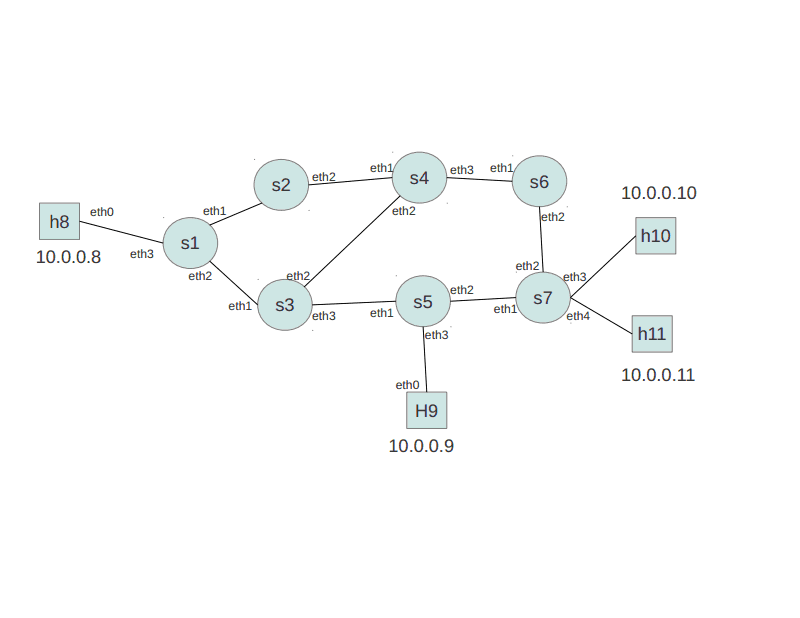 s2
eth2
eth1
s4
eth3
eth1
s6
eth2
10.0.0.10
h8
eth0
10.0.0.8
eth3
eth1
s1
eth2
eth2
h10
eth2
eth1
s3
eth3
eth2
eth1
s5
eth2
eth3
eth2
eth1
s7
eth3
eth4
h11
10.0.0.11
eth0
H9
10.0.0.9